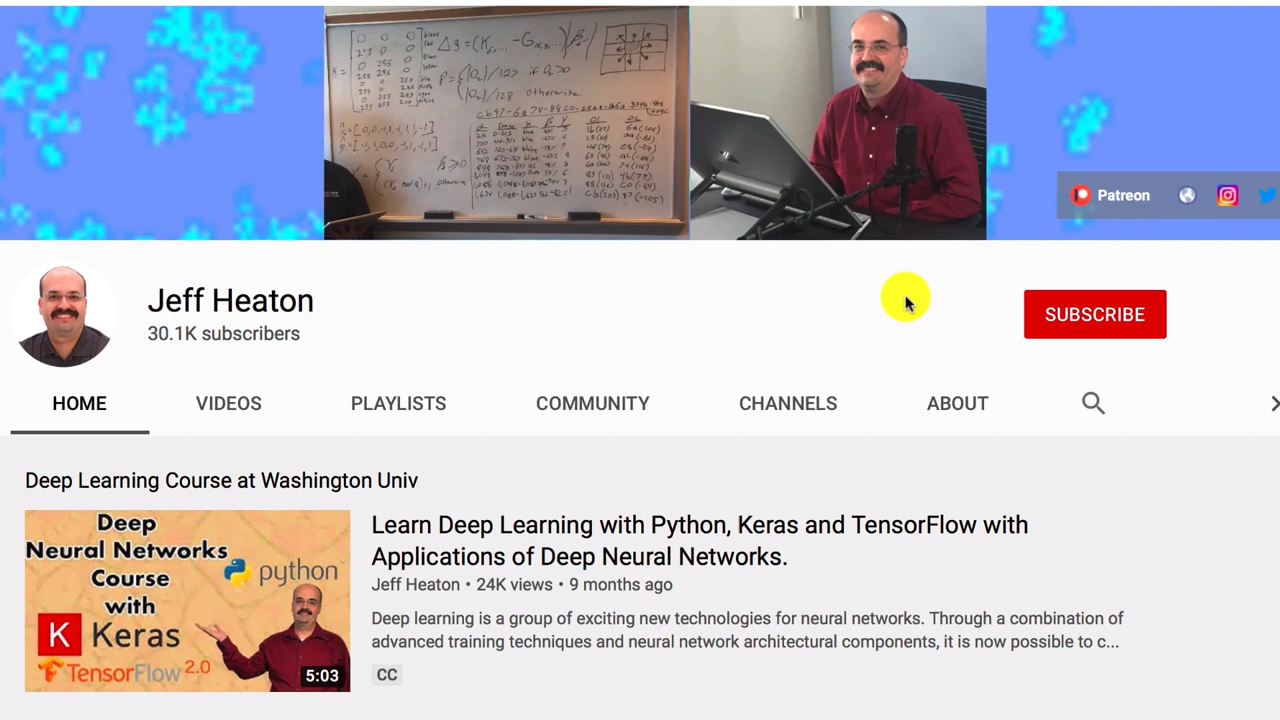 Patreon
Jeff Heaton
30.1K subscribers
SUBSCRIBE
HOME VIDEOS PLAYLISTS COMMUNITY CHANNELS ABOUT
Deep Learning Course at Washington Univ
Deep
Neural Networks
Course
with
python
K Keras
TensorFlow 2.0
5:03
Learn Deep Learning with Python, Keras and TensorFlow with
Applications of Deep Neural Networks.
Jeff Heaton • 24K views • 9 months ago
Deep learning is a group of exciting new technologies for neural networks. Through a combination of
advanced training techniques and neural network architectural components, it is now possible to c...
CC